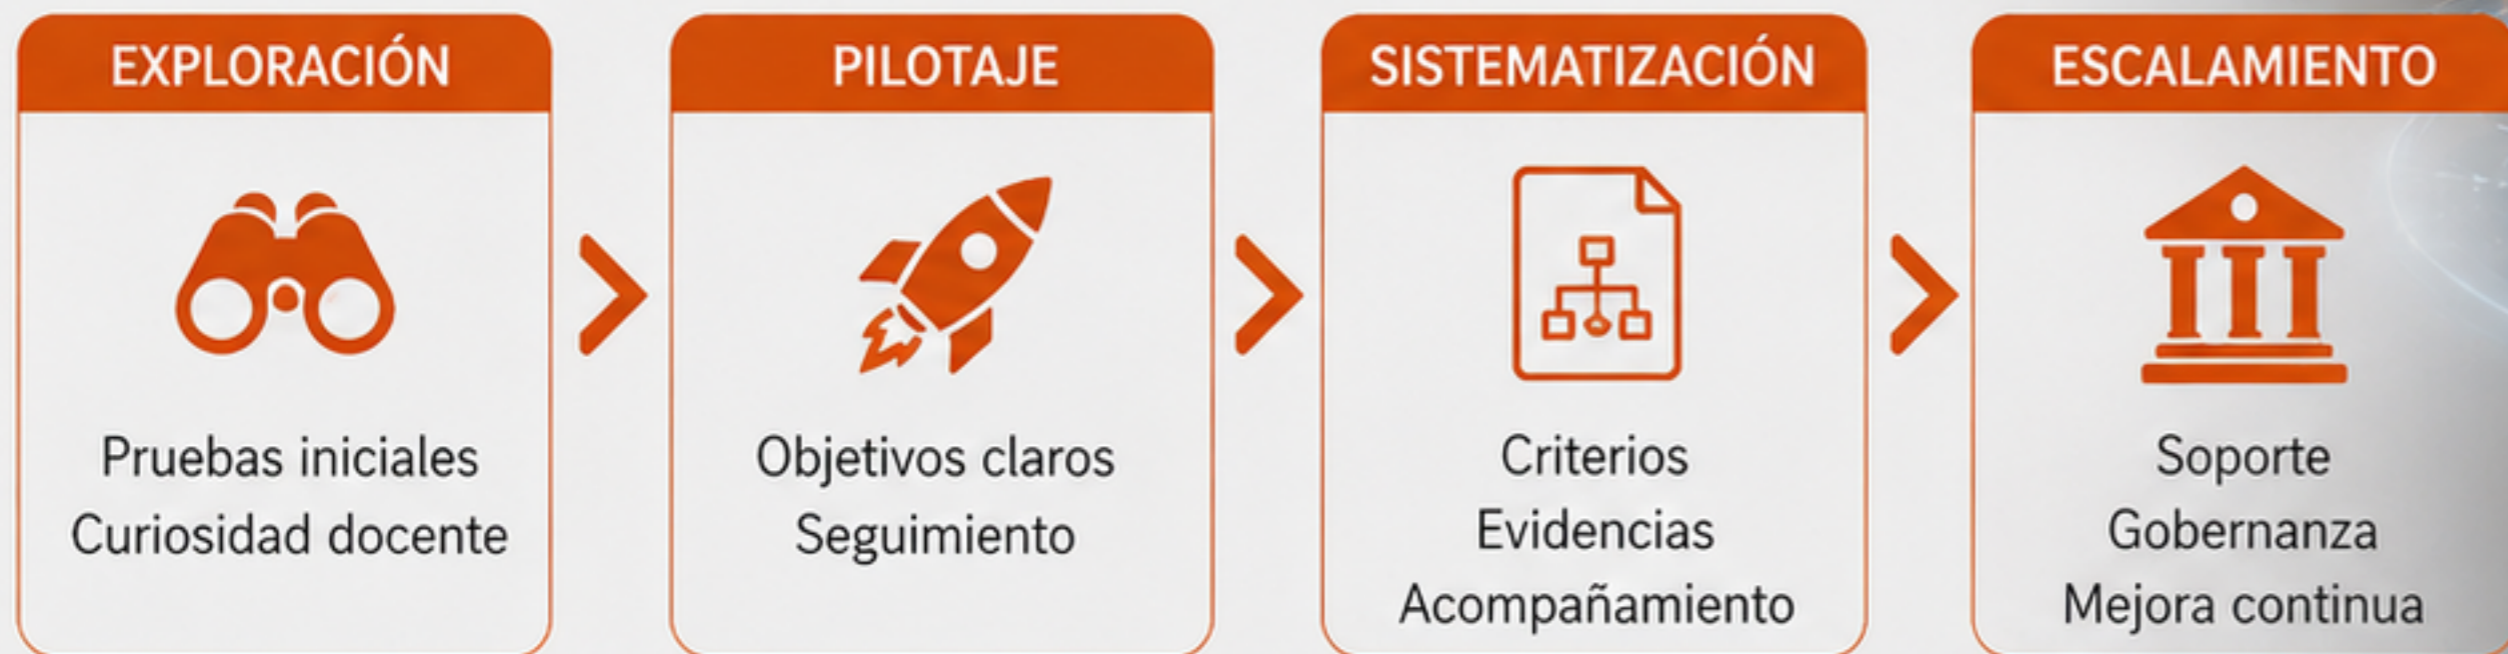 EXPLORACIÓN
Pruebas iniciales
Curiosidad docente
PILOTAJE
Objetivos claros
Seguimiento
SISTEMATIZACIÓN
Criterios
Evidencias
Acompañamiento
ESCALAMIENTO
Soporte
Gobernanza
Mejora continua